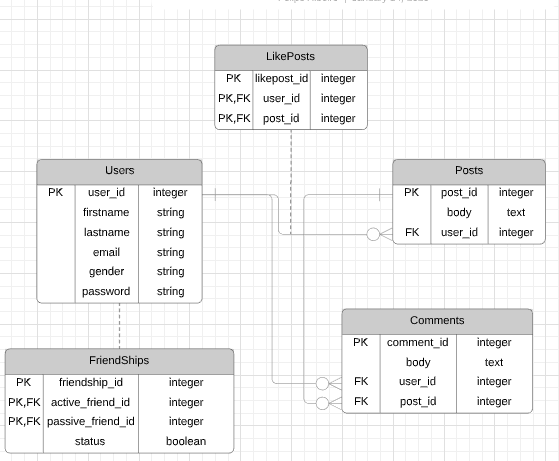 LikePosts
PK likepost_id integer
PK,FK user_id integer
PK,FK post_id integer
Users
PK user_id integer
firstname string
lastname string
email string
gender string
password string
Posts
PK post_id integer
body text
FK user_id integer
Comments
PK comment_id integer
body text
FK user_id integer
FK post_id integer
FriendShips
PK friendship_id integer
PK,FK active_friend_id integer
PK,FK passive_friend_id integer
status boolean